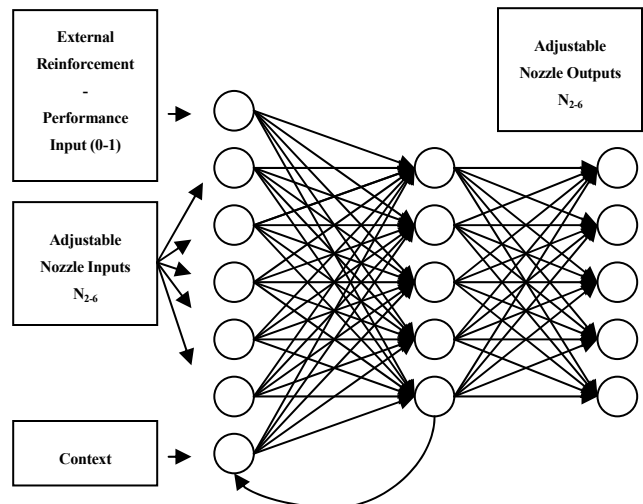 External
Reinforcement
-
Performance
Input (0-1)
Adjustable
Nozzle Outputs
N2-6
Adjustable
Nozzle Inputs
N2-6
Context